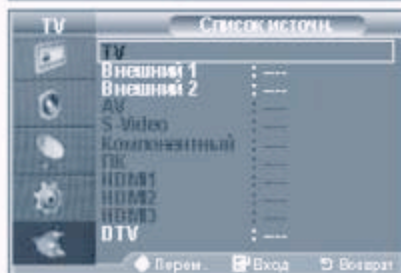 TV Список источн.
TV
Внешний 1 : ----
Внешний 2 : ----
AV : ----
S-Video : ----
Компонентный : ----
ПК : ----
HDMI1 : ----
HDMI2 : ----
HDMI3 : ----
DTV : ----
Перем. Вход Возврат